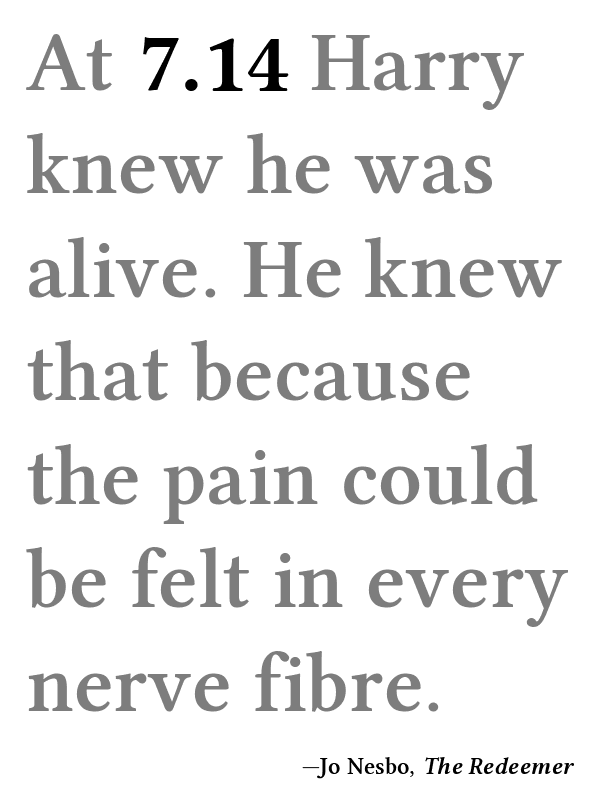 At 7.14 Harry
knew he was
alive. He knew
that because
the pain could
be felt in every
nerve fibre.
—Jo Nesbo, The Redeemer